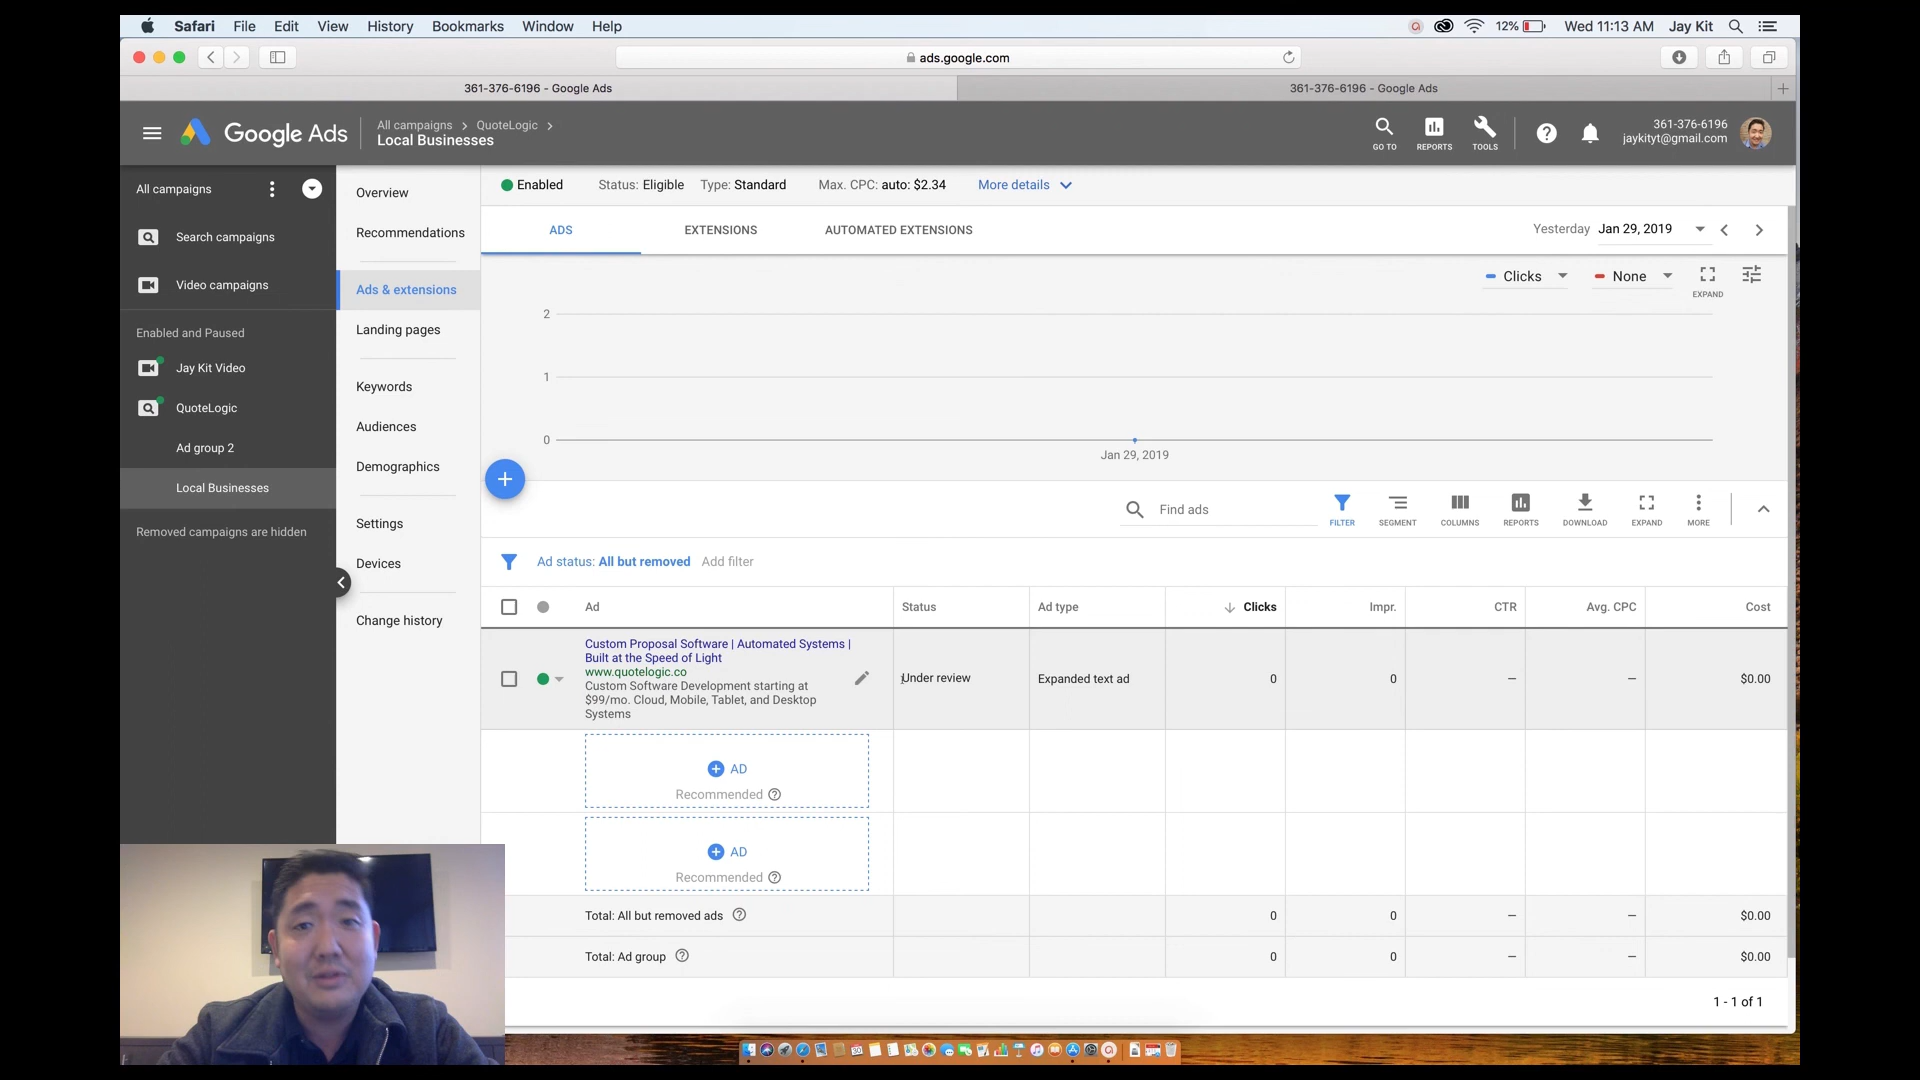 Safari File Edit View History Bookmarks Window Help
12% Wed 11:13 AM Jay Kit
ads.google.com
361-376-6196 - Google Ads
361-376-6196 - Google Ads
Google Ads
All campaigns > QuoteLogic >
Local Businesses
GO TO
REPORTS
TOOLS
361-376-6196
jaykityt@gmail.com
All campaigns
Search campaigns
Video campaigns
Enabled and Paused
Jay Kit Video
QuoteLogic
Ad group 2
Local Businesses
Removed campaigns are hidden
Overview
Recommendations
Ads & extensions
Landing pages
Keywords
Audiences
Demographics
Settings
Devices
Change history
Enabled Status: Eligible Type: Standard Max. CPC: auto: $2.34 More details
ADS EXTENSIONS AUTOMATED EXTENSIONS
Yesterday Jan 29, 2019
Clicks None
EXPAND
2
1
0
Jan 29, 2019
Find ads
FILTER SEGMENT COLUMNS REPORTS DOWNLOAD EXPAND MORE
Ad status: All but removed Add filter
Ad Status Ad type Clicks Impr. CTR Avg. CPC Cost
Custom Proposal Software | Automated Systems |
Built at the Speed of Light
www.quotelogic.co
Custom Software Development starting at
$99/mo. Cloud, Mobile, Tablet, and Desktop
Systems
Under review Expanded text ad 0 0 — — $0.00
AD
Recommended
AD
Recommended
Total: All but removed ads 0 0 — — $0.00
Total: Ad group 0 0 — — $0.00
1 - 1 of 1